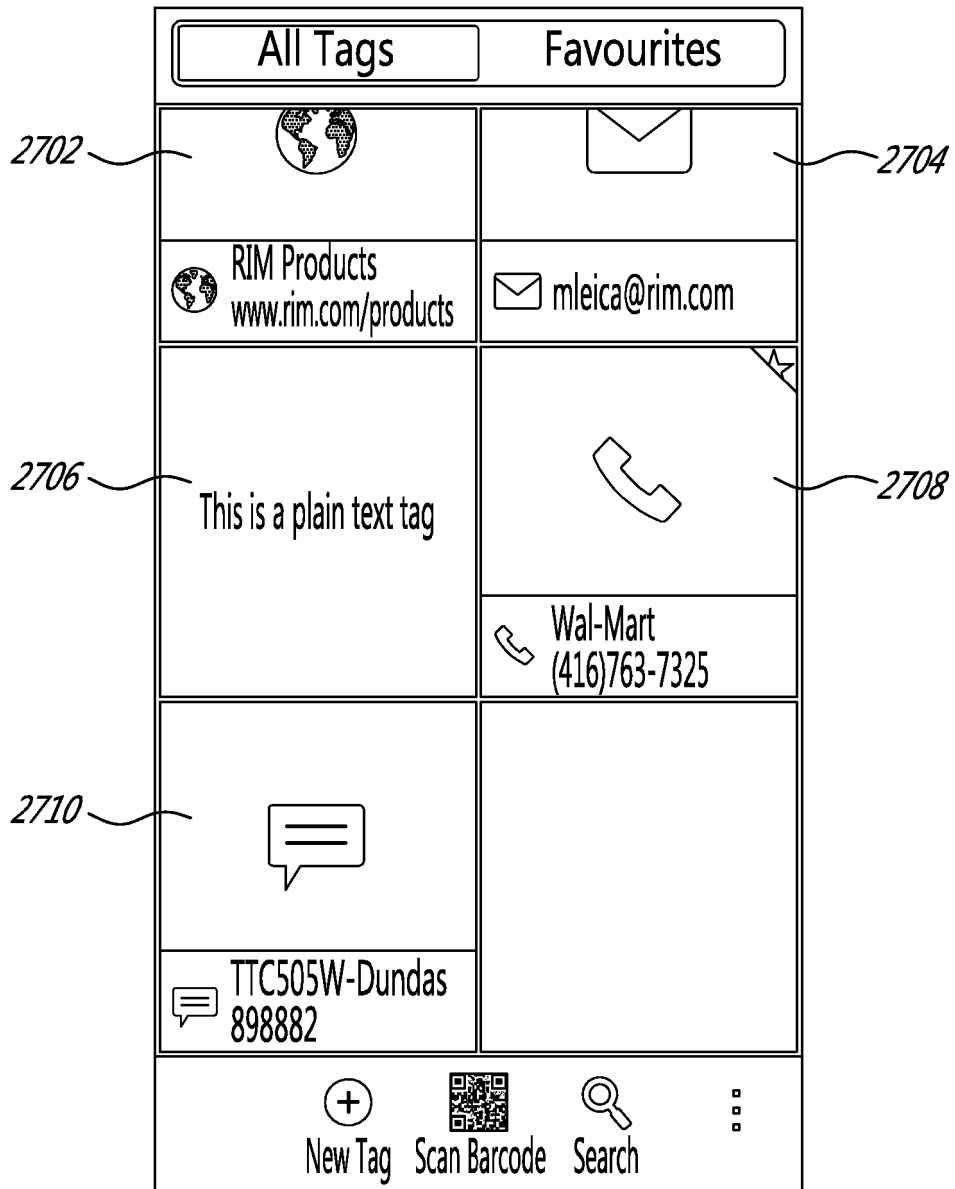 All Tags Favourites
2702
2704
RIM Products
www.rim.com/products
mleica@rim.com
2706
This is a plain text tag
2708
Wal-Mart
(416)763-7325
2710
TTC505W-Dundas
898882
New Tag Scan Barcode Search